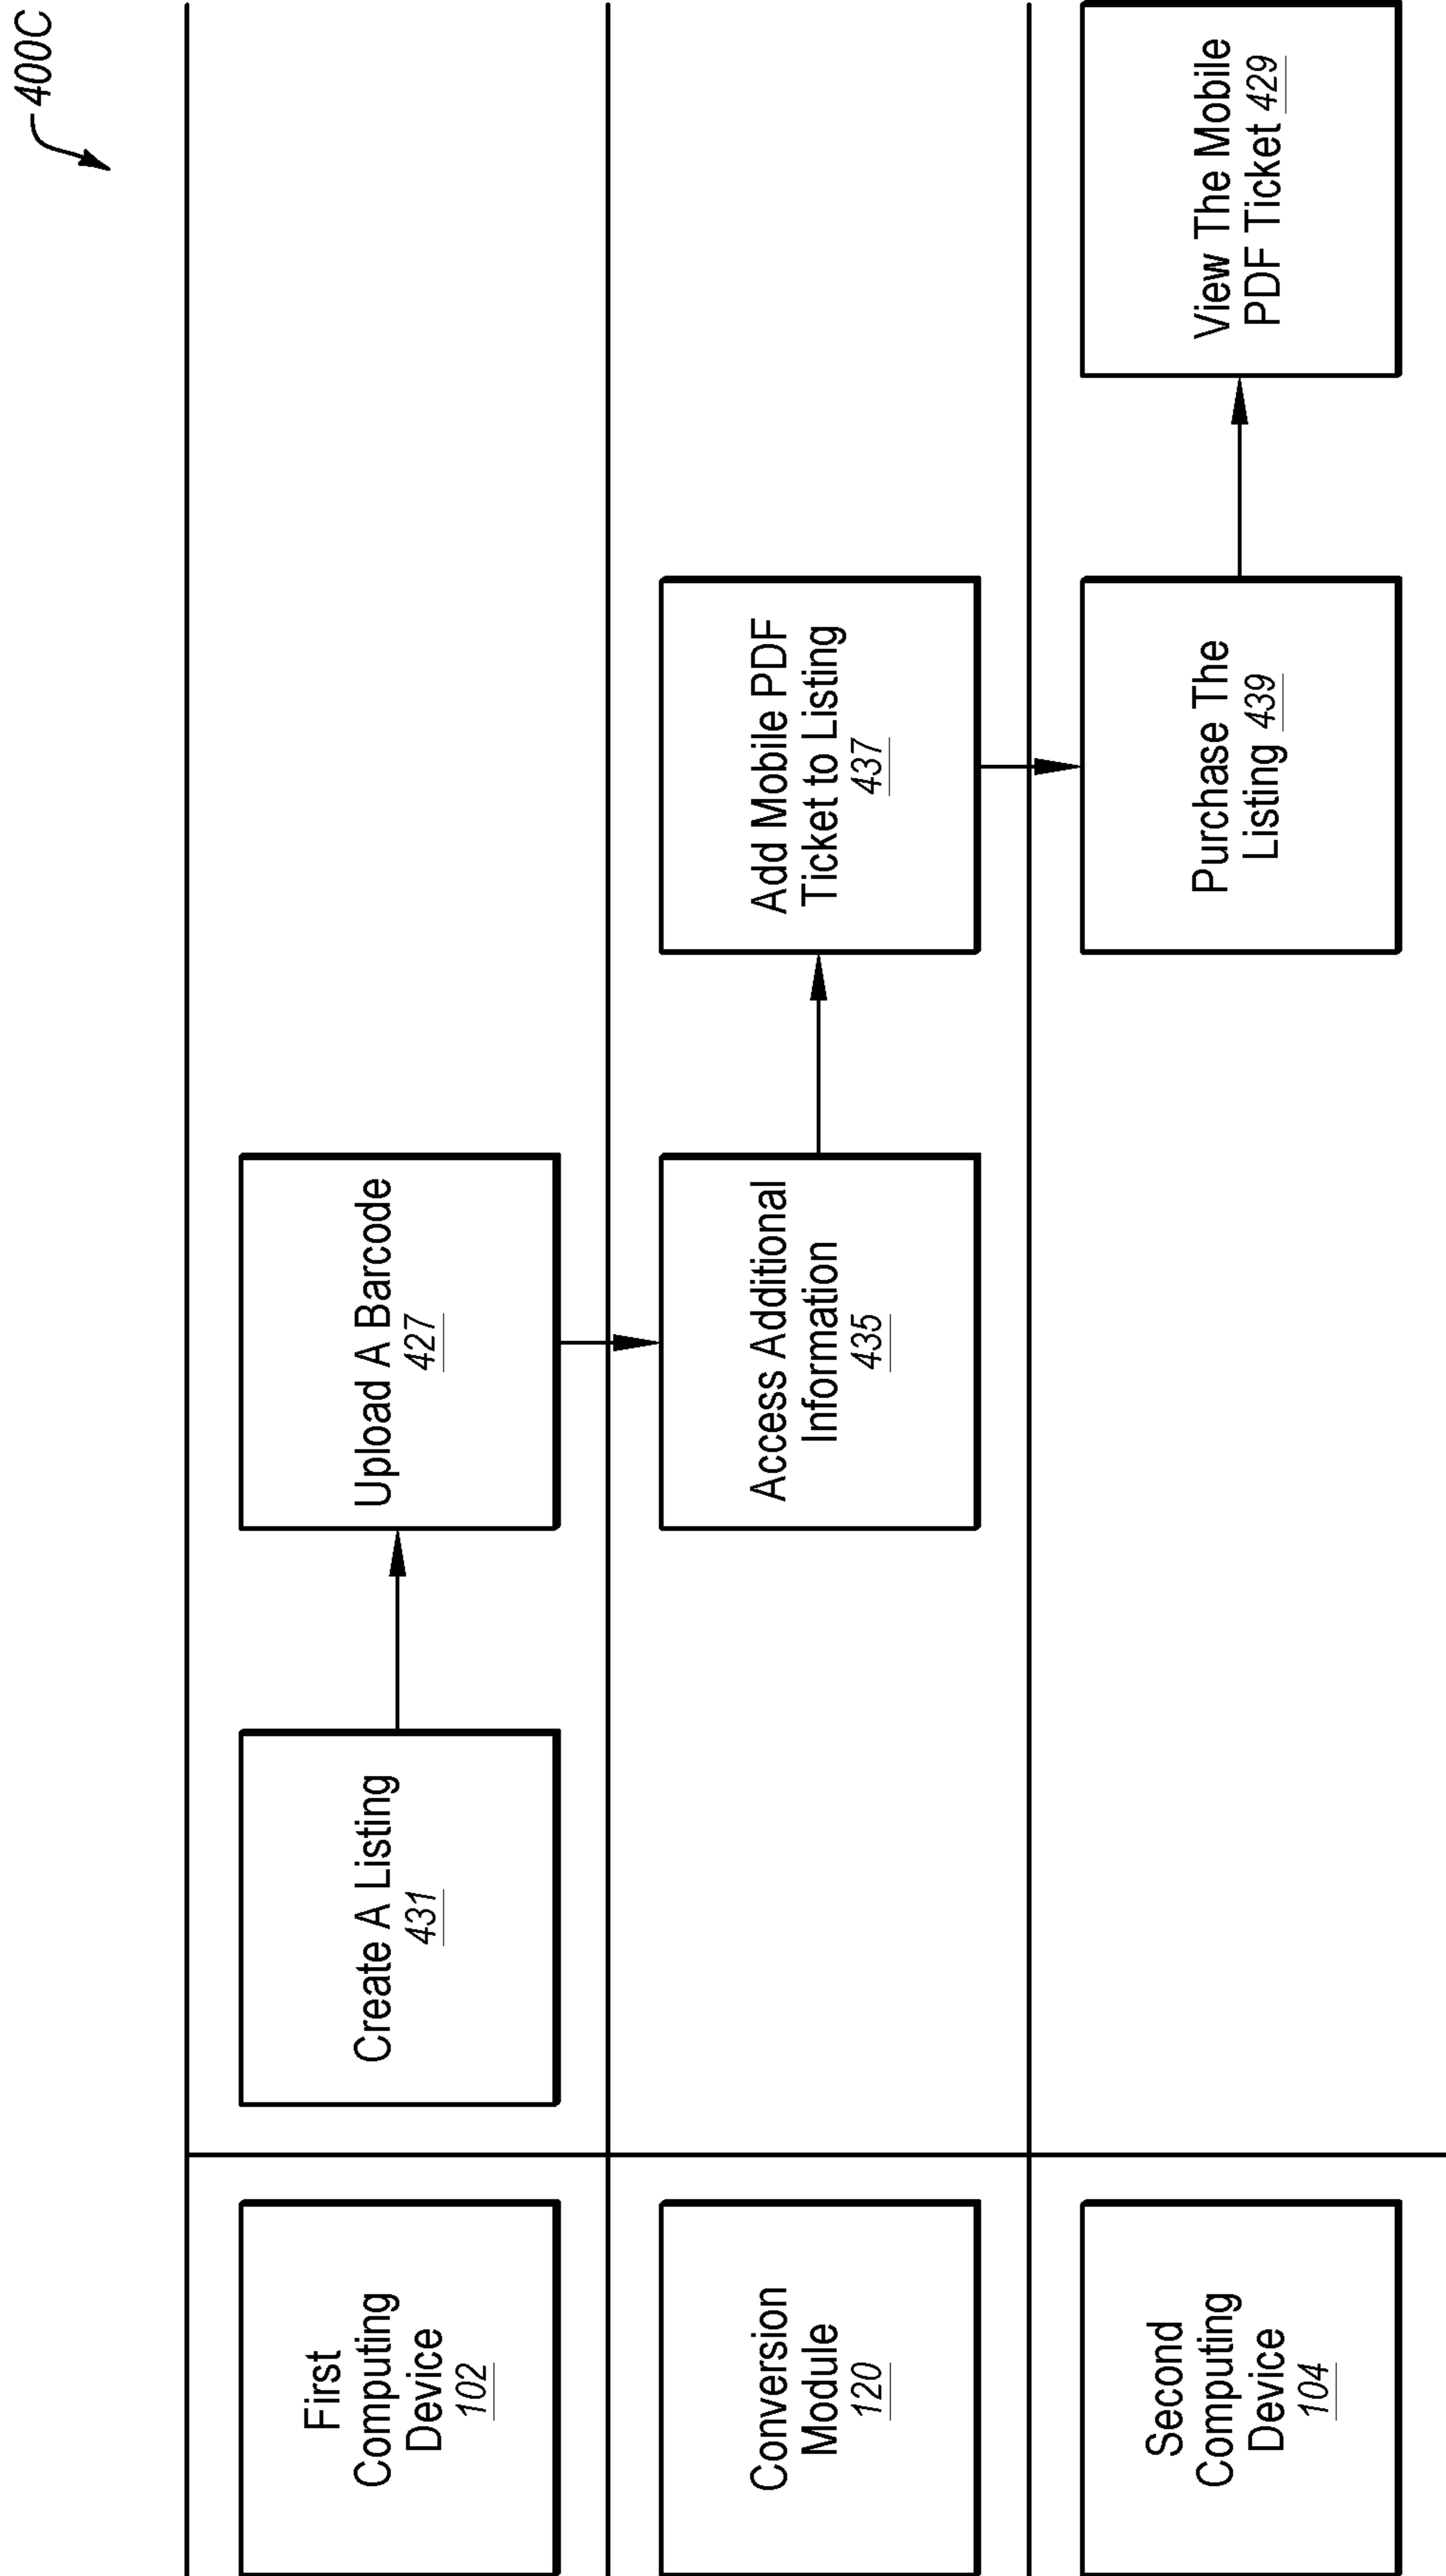 400C
First
Computing
Device
102
Create A Listing
431
Upload A Barcode
427
Conversion
Module
120
Access Additional
Information
435
Add Mobile PDF
Ticket to Listing
437
Second
Computing
Device
104
Purchase The
Listing 439
View The Mobile
PDF Ticket 429